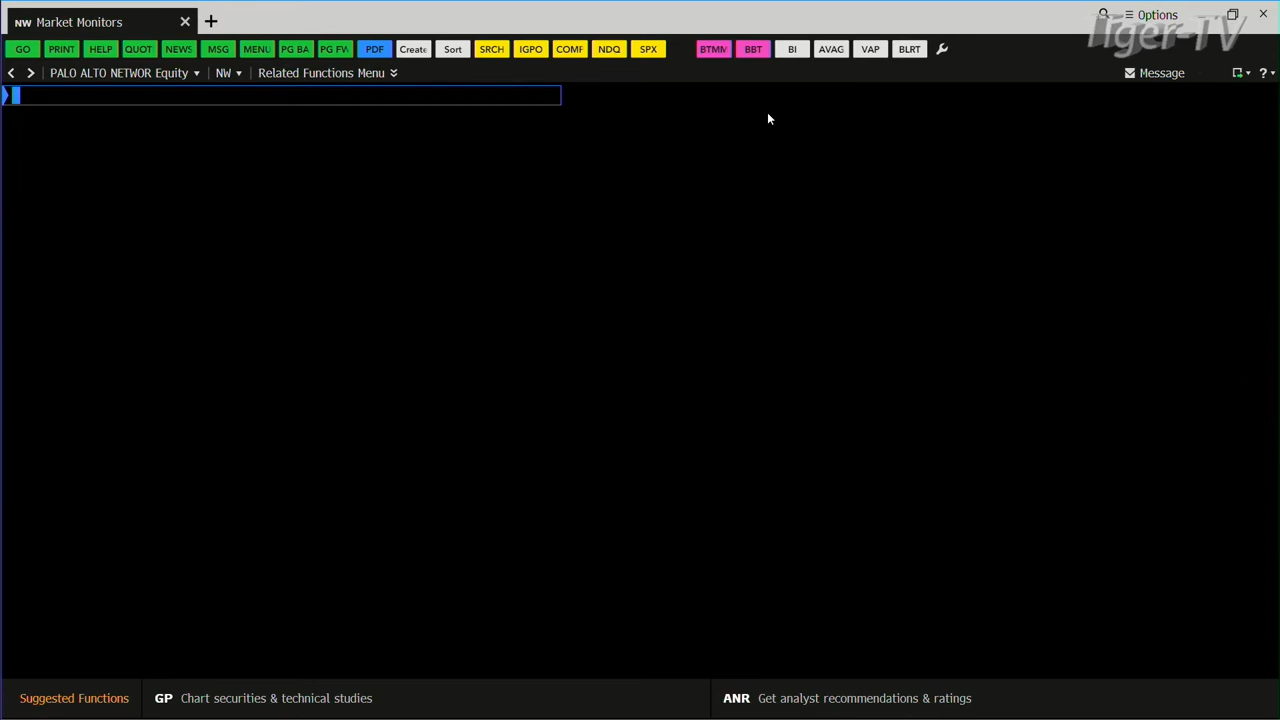 NW Market Monitors
Options
Tiger-TV
GO PRINT HELP QUOT NEWS MSG MENU PG BA PG FW PDF Create Sort SRCH IGPO COMF NDQ SPX BTMM BBT BI AVAG VAP BLRT
PALO ALTO NETWOR Equity NW Related Functions Menu Message ?
Suggested Functions GP Chart securities & technical studies ANR Get analyst recommendations & ratings